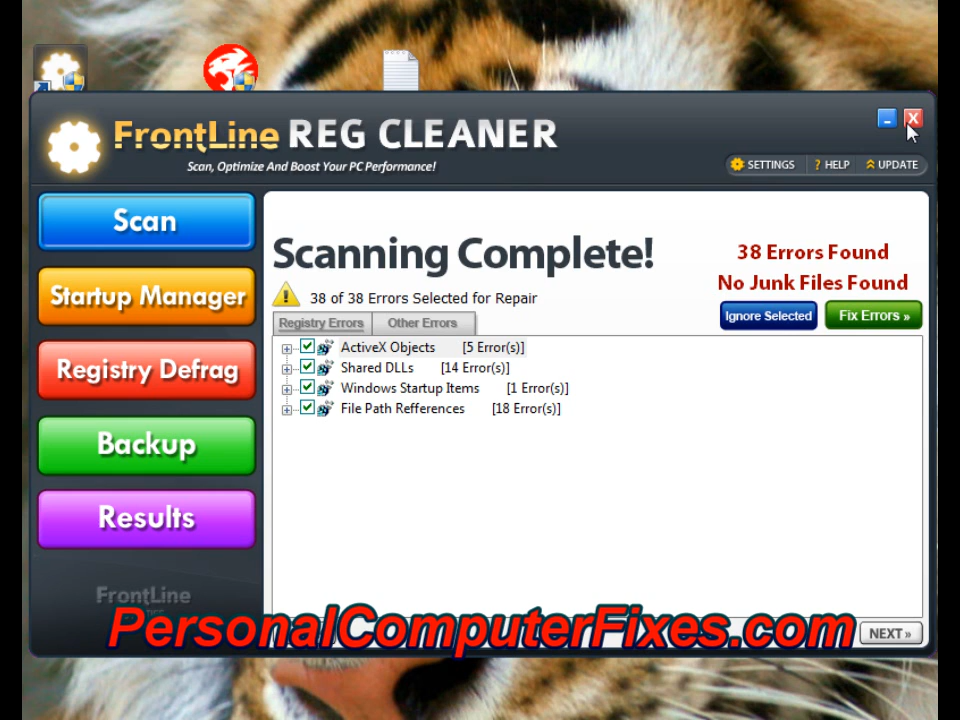 FrontLine REG CLEANER
Scan, Optimize And Boost Your PC Performance!
SETTINGS ? HELP UPDATE
Scan
Startup Manager
Registry Defrag
Backup
Results
FrontLine
Scanning Complete!
38 Errors Found
No Junk Files Found
38 of 38 Errors Selected for Repair
Ignore Selected Fix Errors »
Registry Errors Other Errors
ActiveX Objects [5 Error(s)]
Shared DLLs [14 Error(s)]
Windows Startup Items [1 Error(s)]
File Path Refferences [18 Error(s)]
PersonalComputerFixes.com
NEXT »